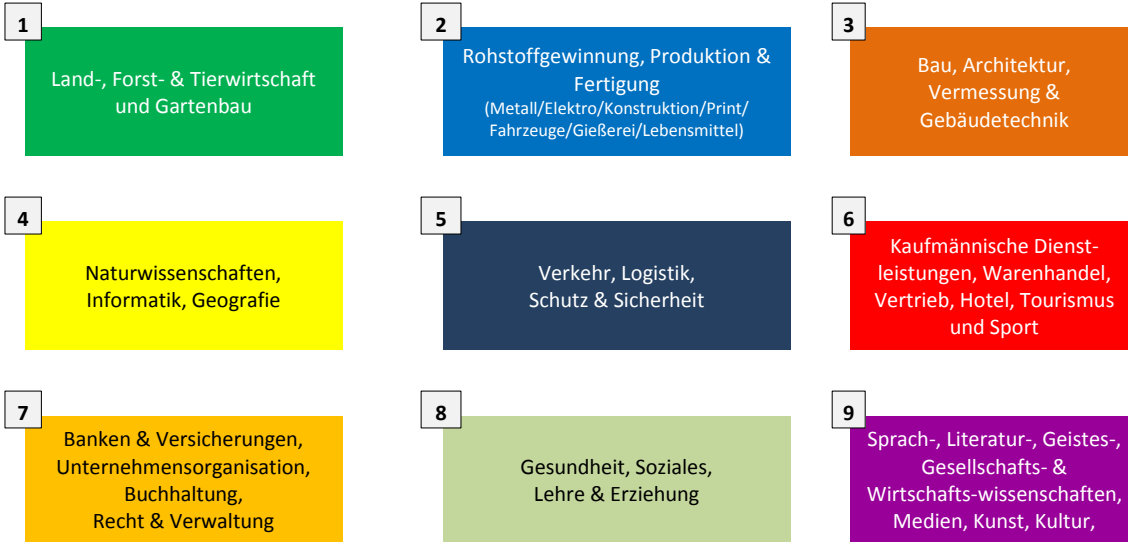 1
Land-, Forst- & Tierwirtschaft
und Gartenbau
2
Rohstoffgewinnung, Produktion &
Fertigung
(Metall/Elektro/Konstruktion/Print/
Fahrzeuge/Gießerei/Lebensmittel)
3
Bau, Architektur,
Vermessung &
Gebäudetechnik
4
Naturwissenschaften,
Informatik, Geografie
5
Verkehr, Logistik,
Schutz & Sicherheit
6
Kaufmännische Dienst-
leistungen, Warenhandel,
Vertrieb, Hotel, Tourismus
und Sport
7
Banken & Versicherungen,
Unternehmensorganisation,
Buchhaltung,
Recht & Verwaltung
8
Gesundheit, Soziales,
Lehre & Erziehung
9
Sprach-, Literatur-, Geistes-,
Gesellschafts- &
Wirtschafts-wissenschaften,
Medien, Kunst, Kultur,